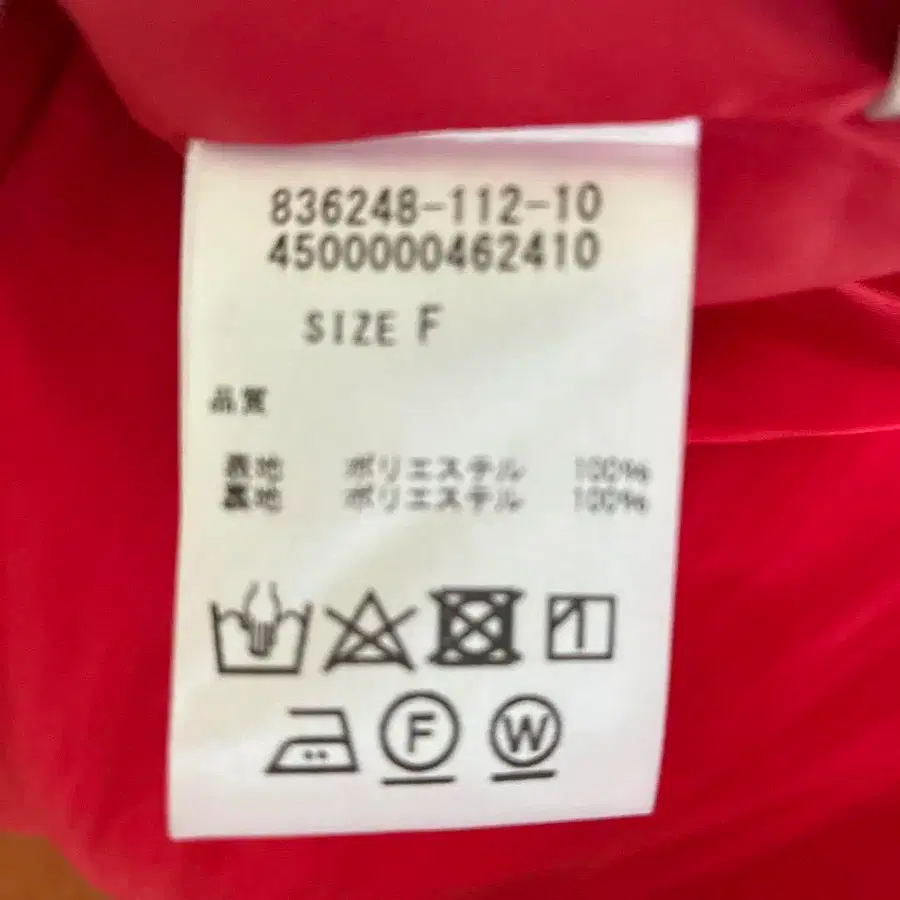 836248-112-10
4500000462410
SIZE F
品質
表地 ポリエステル 100%
裏地 ポリエステル 100%
F W